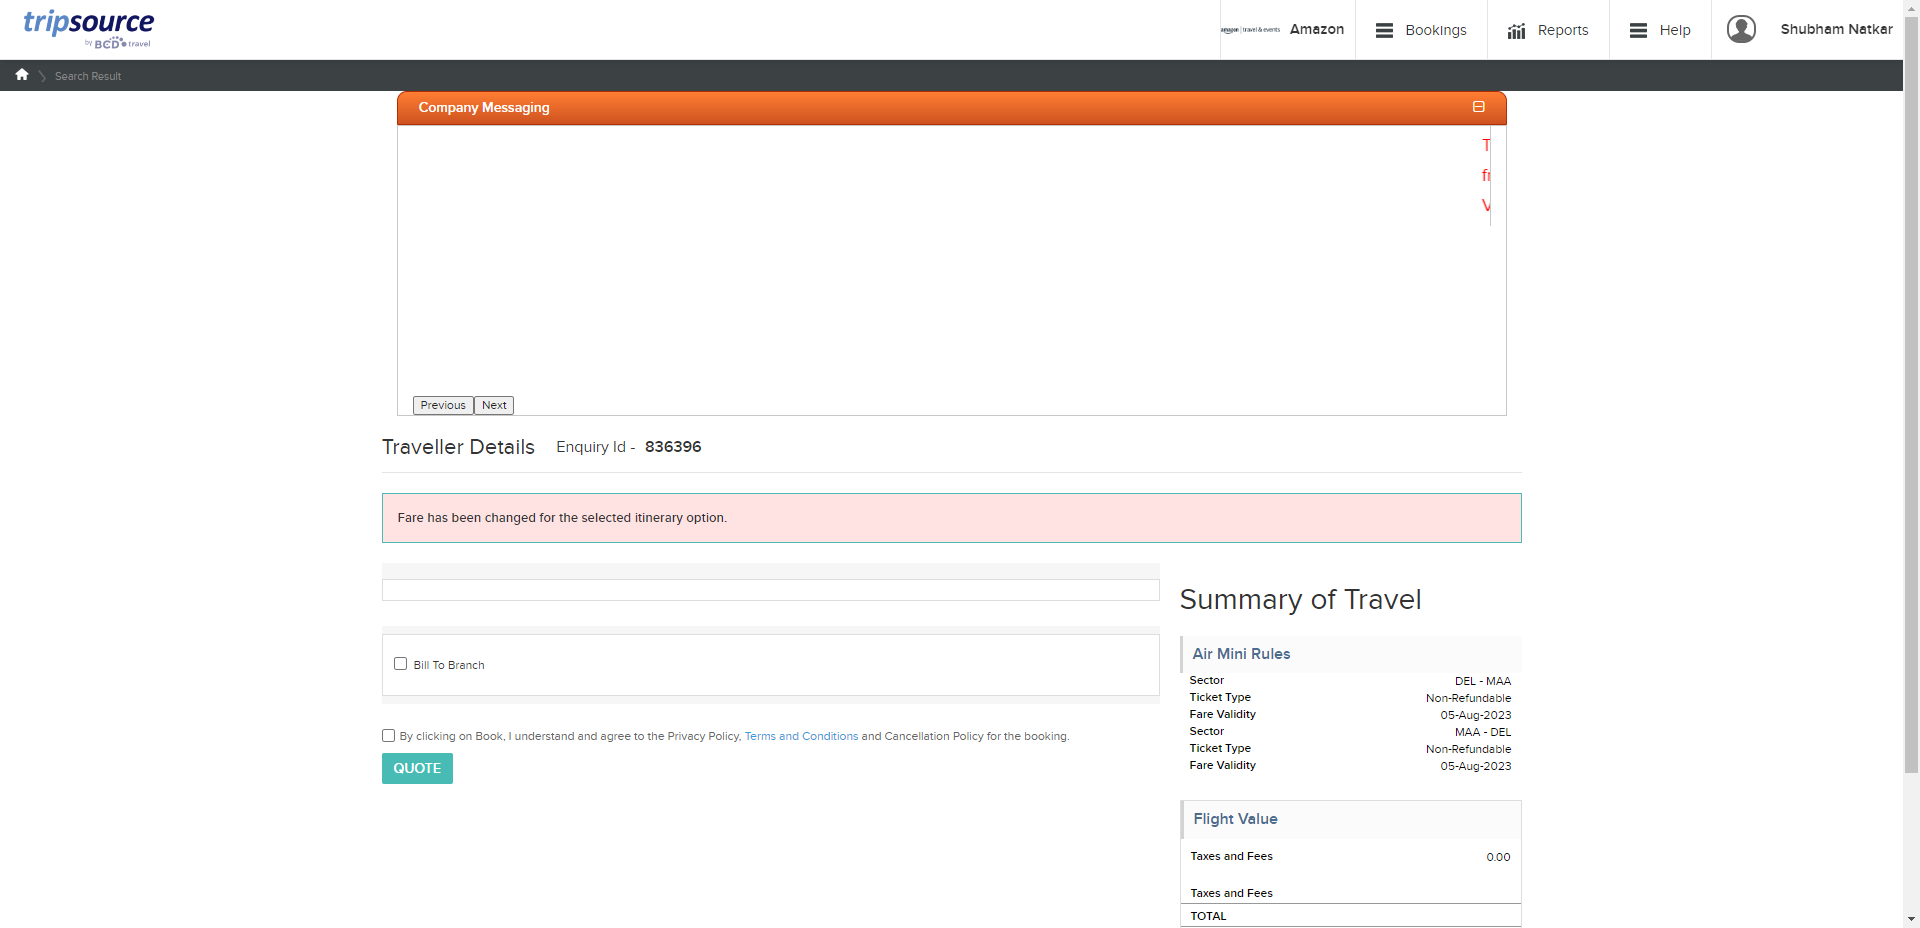 tripsource
by BCD travel
amazon | travel & events Amazon
Bookings
Reports
Help
Shubham Natkar
Search Result
Company Messaging
T
fr
V
Previous Next
Traveller Details Enquiry Id - 836396
Fare has been changed for the selected itinerary option.
Bill To Branch
By clicking on Book, I understand and agree to the Privacy Policy, Terms and Conditions and Cancellation Policy for the booking.
QUOTE
Summary of Travel
Air Mini Rules
Sector DEL - MAA
Ticket Type Non-Refundable
Fare Validity 05-Aug-2023
Sector MAA - DEL
Ticket Type Non-Refundable
Fare Validity 05-Aug-2023
Flight Value
Taxes and Fees 0.00
Taxes and Fees
TOTAL